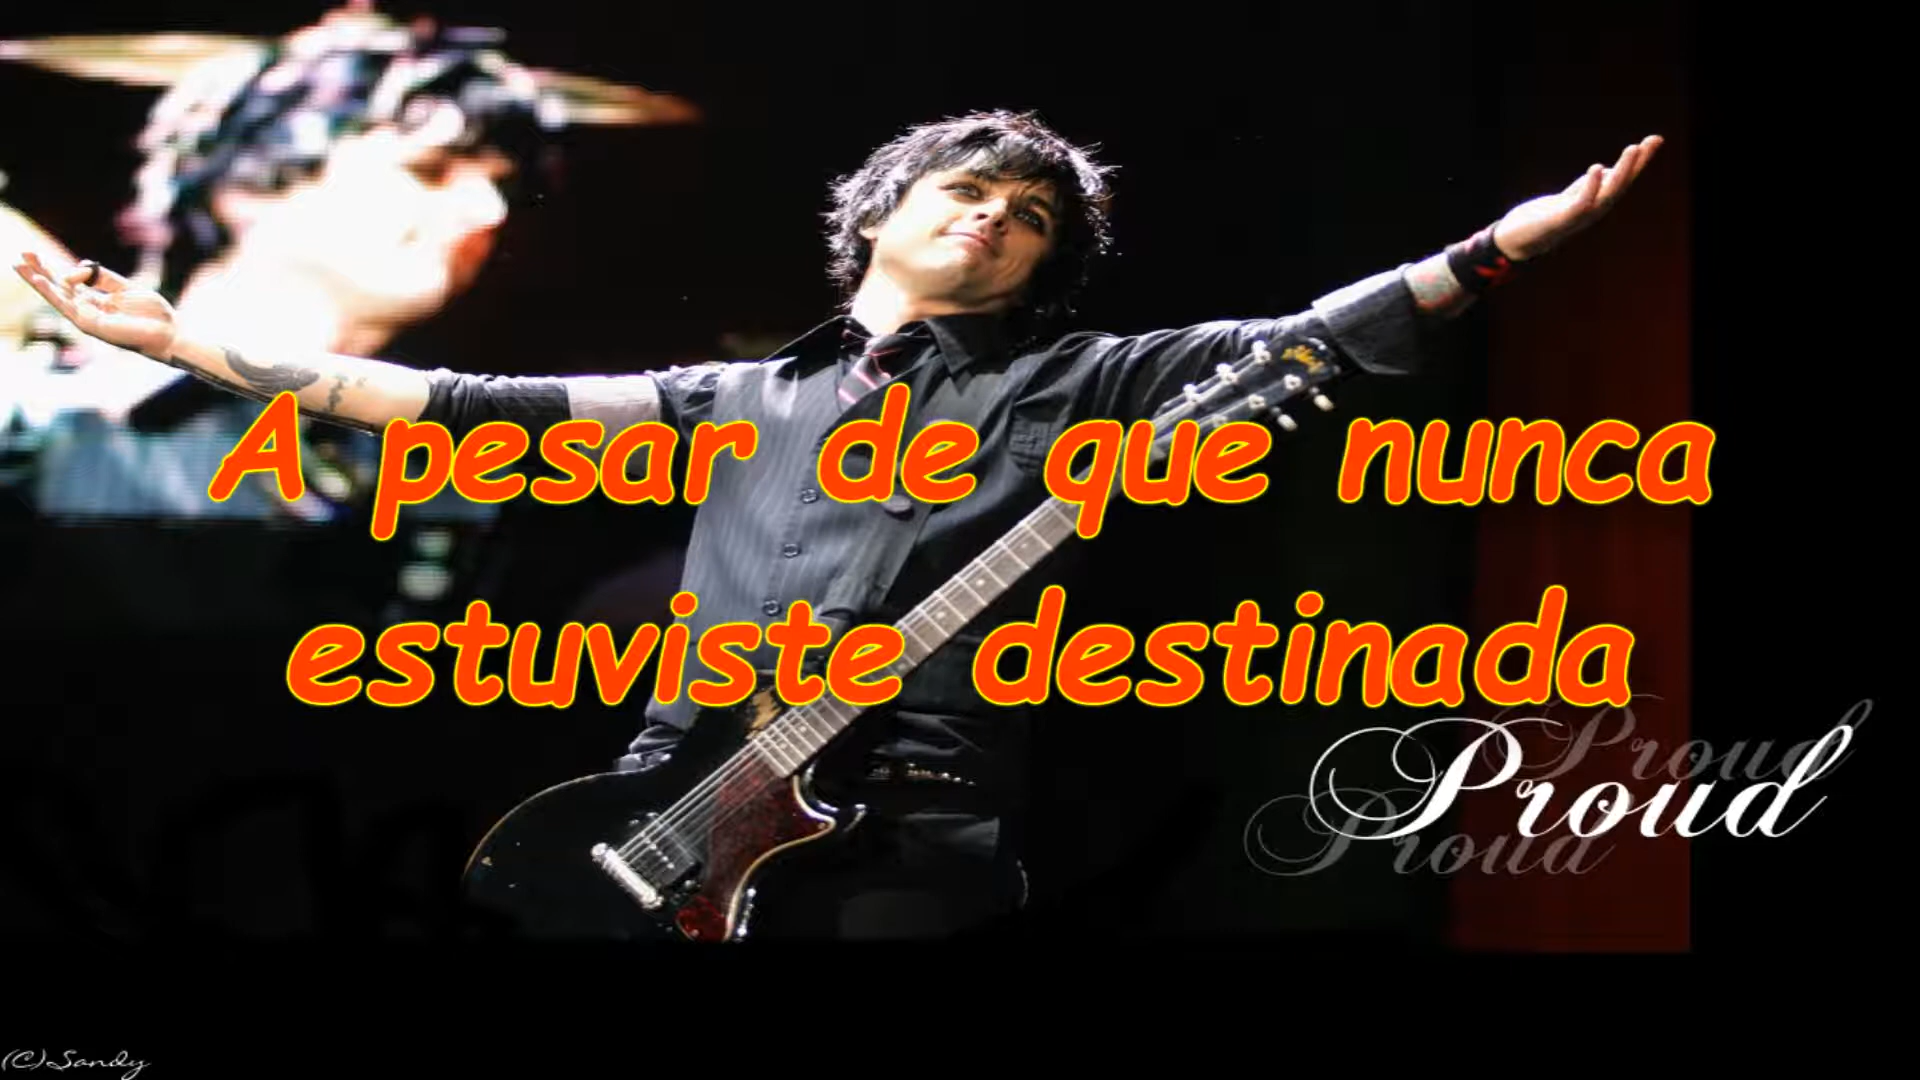 A pesar de que nunca
estuviste destinada
Proud
Proud
Proud
(C)Sandy